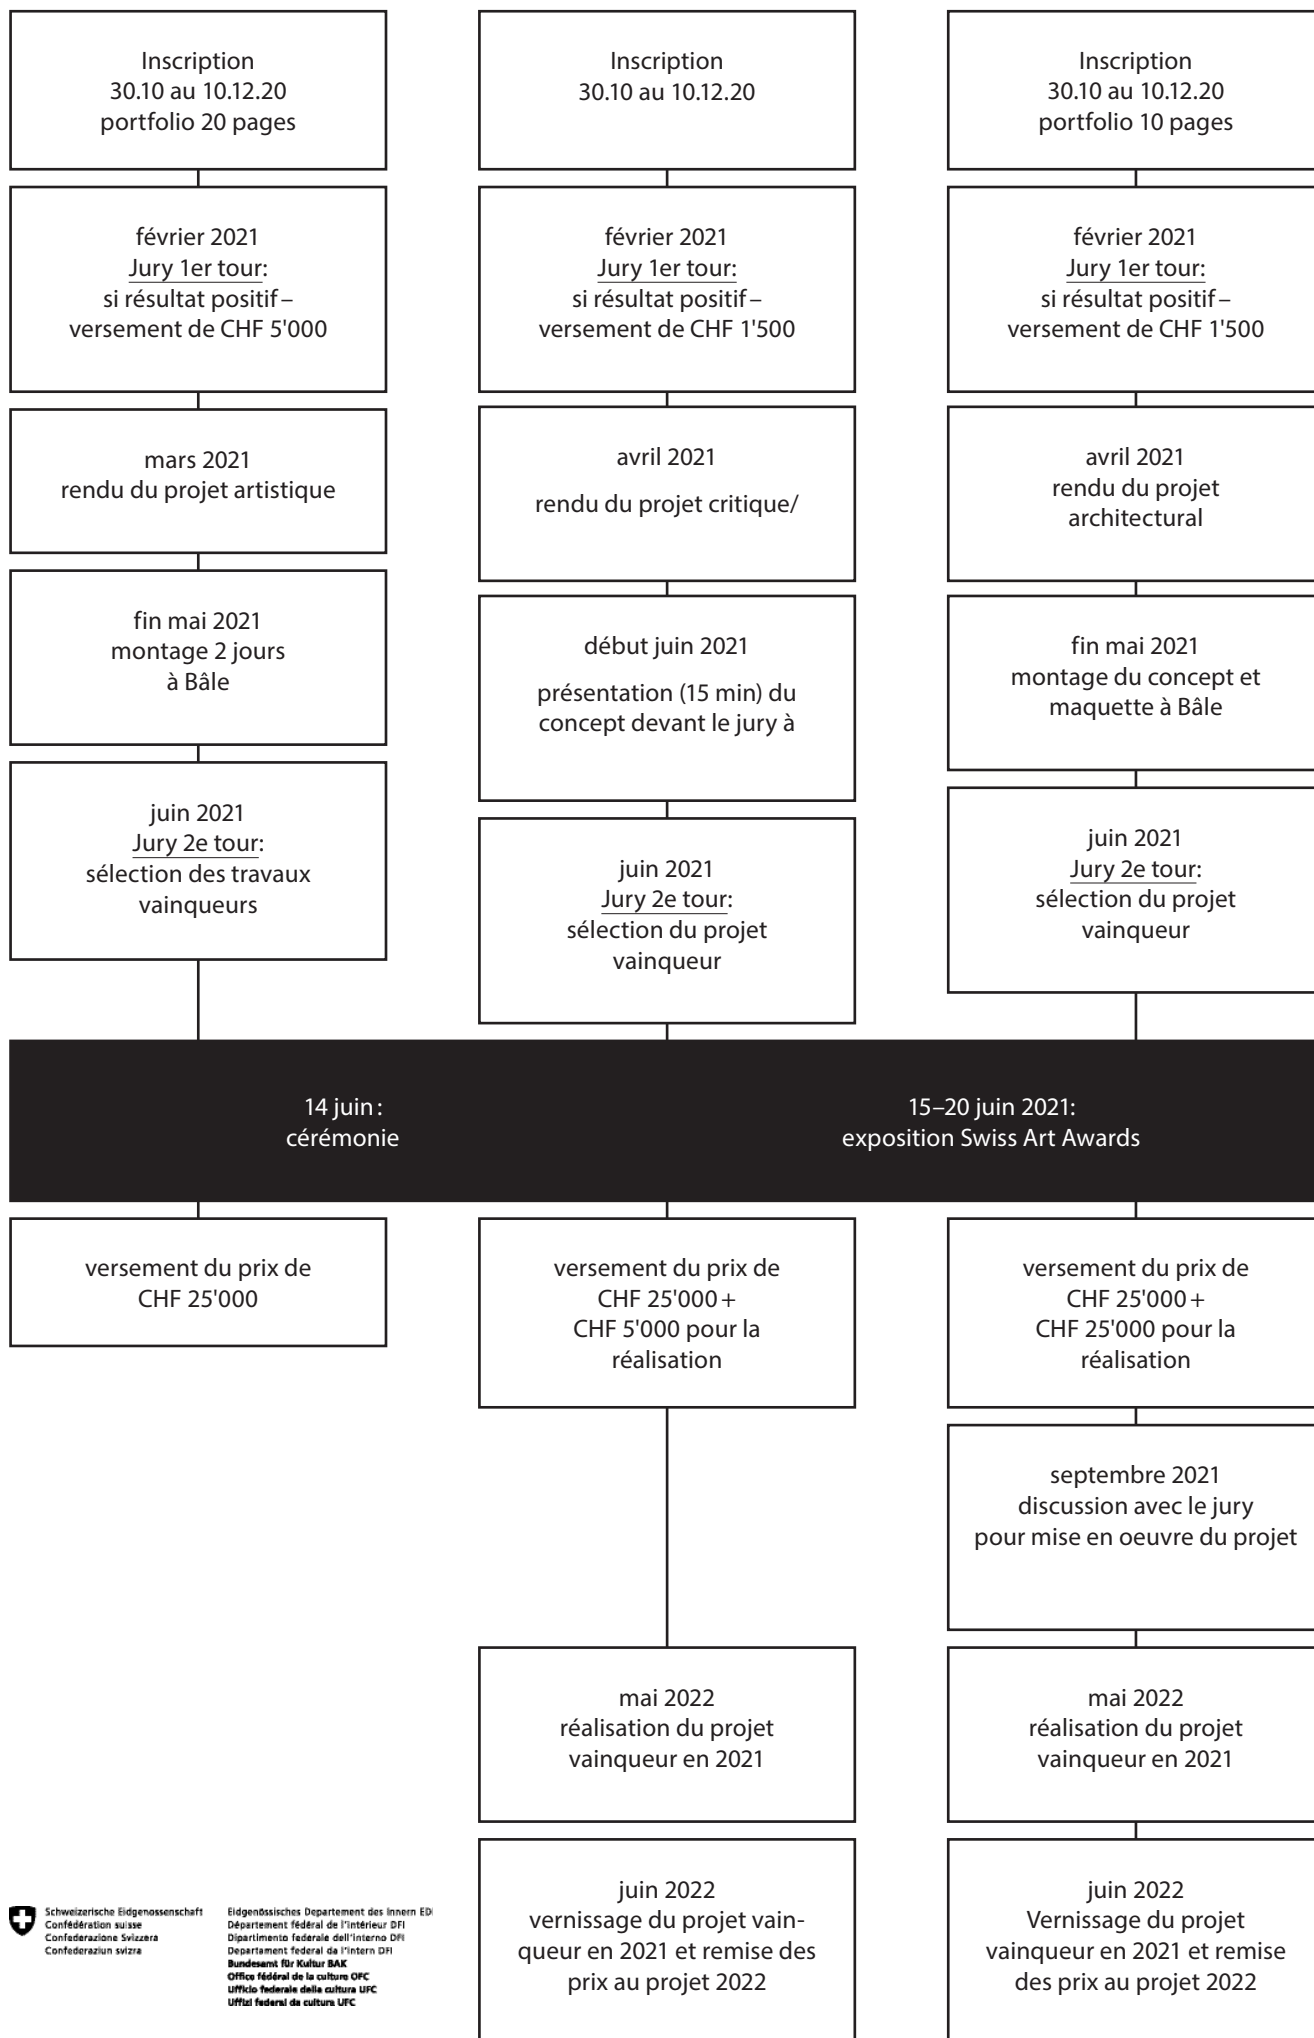 Inscription
30.10 au 10.12.20
portfolio 20 pages
février 2021
Jury 1er tour:
si résultat positif –
versement de CHF 5'000
mars 2021
rendu du projet artistique
fin mai 2021
montage 2 jours
à Bâle
juin 2021
Jury 2e tour:
sélection des travaux
vainqueurs
Inscription
30.10 au 10.12.20
février 2021
Jury 1er tour:
si résultat positif –
versement de CHF 1'500
avril 2021
rendu du projet critique/
début juin 2021
présentation (15 min) du
concept devant le jury à
juin 2021
Jury 2e tour:
sélection du projet
vainqueur
Inscription
30.10 au 10.12.20
portfolio 10 pages
février 2021
Jury 1er tour:
si résultat positif –
versement de CHF 1'500
avril 2021
rendu du projet
architectural
fin mai 2021
montage du concept et
maquette à Bâle
juin 2021
Jury 2e tour:
sélection du projet
vainqueur
14 juin :
cérémonie
15–20 juin 2021:
exposition Swiss Art Awards
versement du prix de
CHF 25'000
versement du prix de
CHF 25'000 +
CHF 5'000 pour la
réalisation
mai 2022
réalisation du projet
vainqueur en 2021
juin 2022
vernissage du projet vain-
queur en 2021 et remise des
prix au projet 2022
versement du prix de
CHF 25'000 +
CHF 25'000 pour la
réalisation
septembre 2021
discussion avec le jury
pour mise en oeuvre du projet
mai 2022
réalisation du projet
vainqueur en 2021
juin 2022
Vernissage du projet
vainqueur en 2021 et remise
des prix au projet 2022
Schweizerische Eidgenossenschaft
Confédération suisse
Confederazione Svizzera
Confederaziun svizra
Eidgenössisches Departement des Innern EDI
Département fédéral de l'intérieur DFI
Dipartimento federale dell'interno DFI
Departament federal da l'intern DFI
Bundesamt für Kultur BAK
Office fédéral de la culture OFC
Ufficio federale della cultura UFC
Uffizi federal da cultura UFC